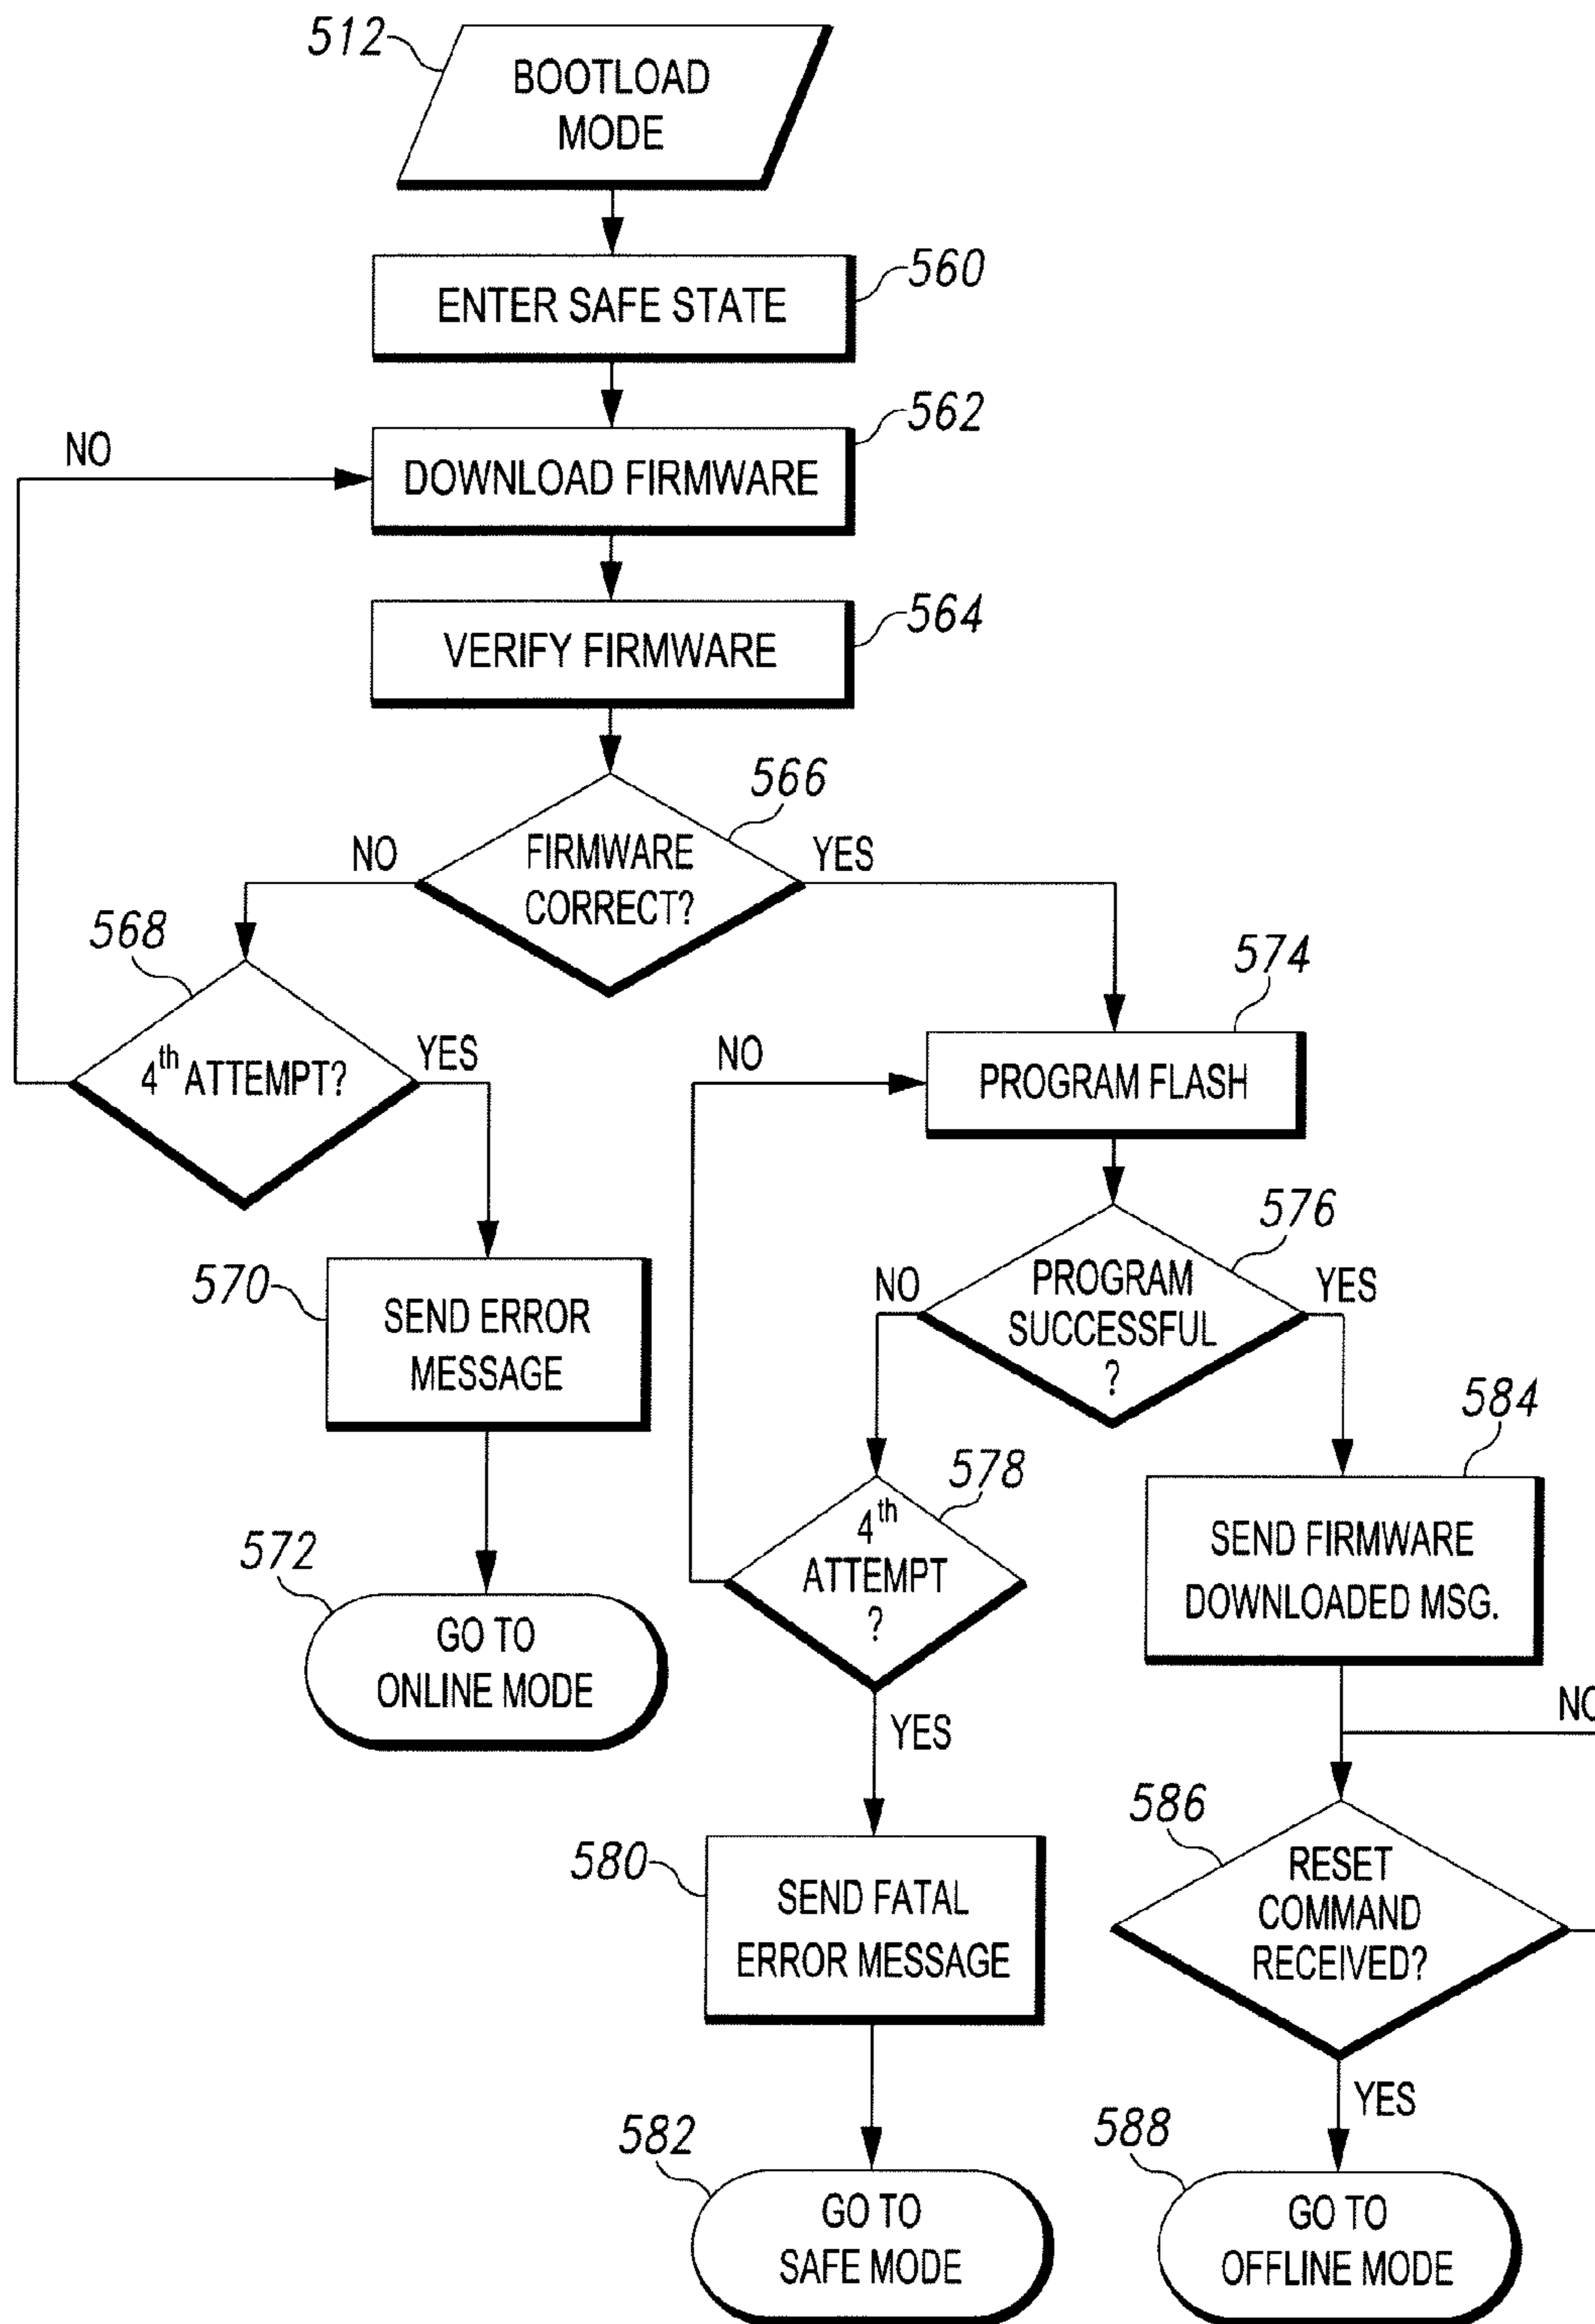 512
BOOTLOAD
MODE
560
ENTER SAFE STATE
562
NO
DOWNLOAD FIRMWARE
564
VERIFY FIRMWARE
566
NO
FIRMWARE
CORRECT?
YES
568
4th ATTEMPT?
YES
574
NO
PROGRAM FLASH
576
570
SEND ERROR
MESSAGE
NO
PROGRAM
SUCCESSFUL
?
YES
584
578
4th
ATTEMPT
?
SEND FIRMWARE
DOWNLOADED MSG.
572
GO TO
ONLINE MODE
YES
NO
586
RESET
COMMAND
RECEIVED?
580
SEND FATAL
ERROR MESSAGE
YES
582
GO TO
SAFE MODE
588
GO TO
OFFLINE MODE